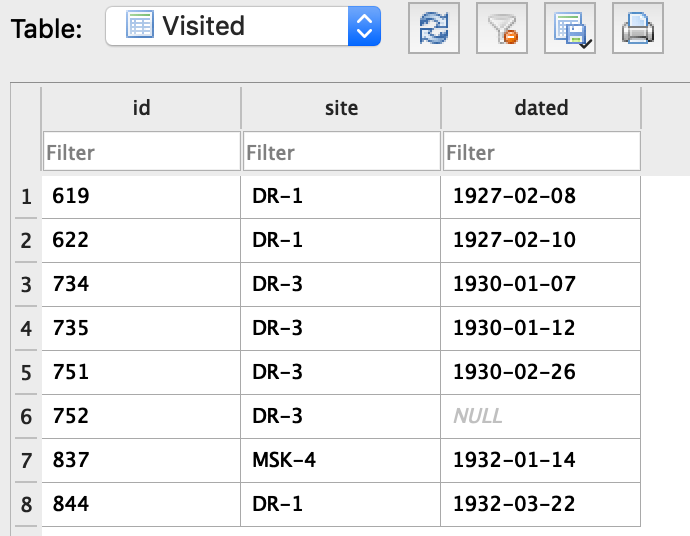 Table: Visited
id site dated
Filter Filter Filter
1 619 DR-1 1927-02-08
2 622 DR-1 1927-02-10
3 734 DR-3 1930-01-07
4 735 DR-3 1930-01-12
5 751 DR-3 1930-02-26
6 752 DR-3 NULL
7 837 MSK-4 1932-01-14
8 844 DR-1 1932-03-22